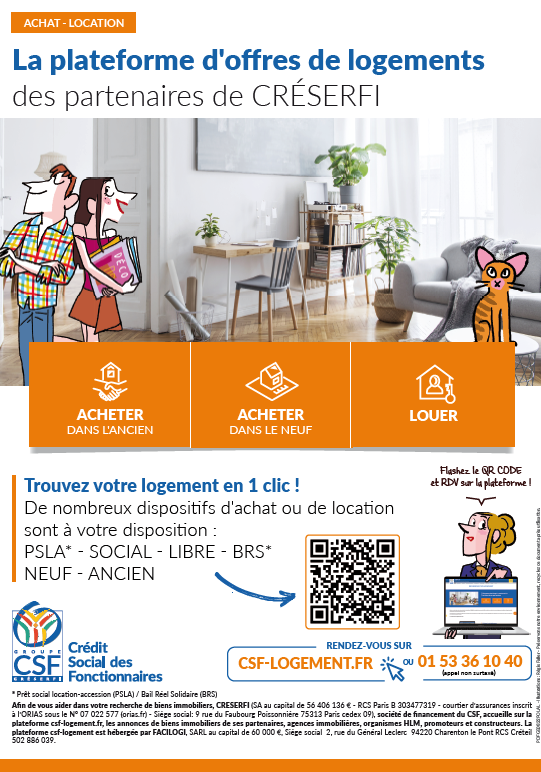 ACHAT - LOCATION
La plateforme d'offres de logements
des partenaires de CRÉSERFI
DÉCO
ACHETER
DANS L'ANCIEN
ACHETER
DANS LE NEUF
LOUER
Flashez le QR CODE
et RDV sur la plateforme !
Trouvez votre logement en 1 clic !
De nombreux dispositifs d'achat ou de location
sont à votre disposition :
PSLA* - SOCIAL - LIBRE - BRS*
NEUF - ANCIEN
GROUPE
CSF
CRESERFI
Crédit
Social des
Fonctionnaires
RENDEZ-VOUS SUR
CSF-LOGEMENT.FR
OU 01 53 36 10 40
(appel non surtaxé)
* Prêt social location-accession (PSLA) / Bail Réel Solidaire (BRS)
Afin de vous aider dans votre recherche de biens immobiliers, CRESERFI (SA au capital de 56 406 136 € - RCS Paris B 303477319 - courtier d'assurances inscrit
à l'ORIAS sous le N° 07 022 577 (orias.fr) - Siège social: 9 rue du Faubourg Poissonnière 75313 Paris cedex 09), société de financement du CSF, accueille sur la
plateforme csf-logement.fr, les annonces de biens immobiliers de ses partenaires, agences immobilières, organismes HLM, promoteurs et constructeurs. La
plateforme csf-logement est hébergée par FACILOGI, SARL au capital de 60 000 €, Siège social 2, rue du Général Leclerc 94220 Charenton le Pont RCS Créteil
502 886 039.